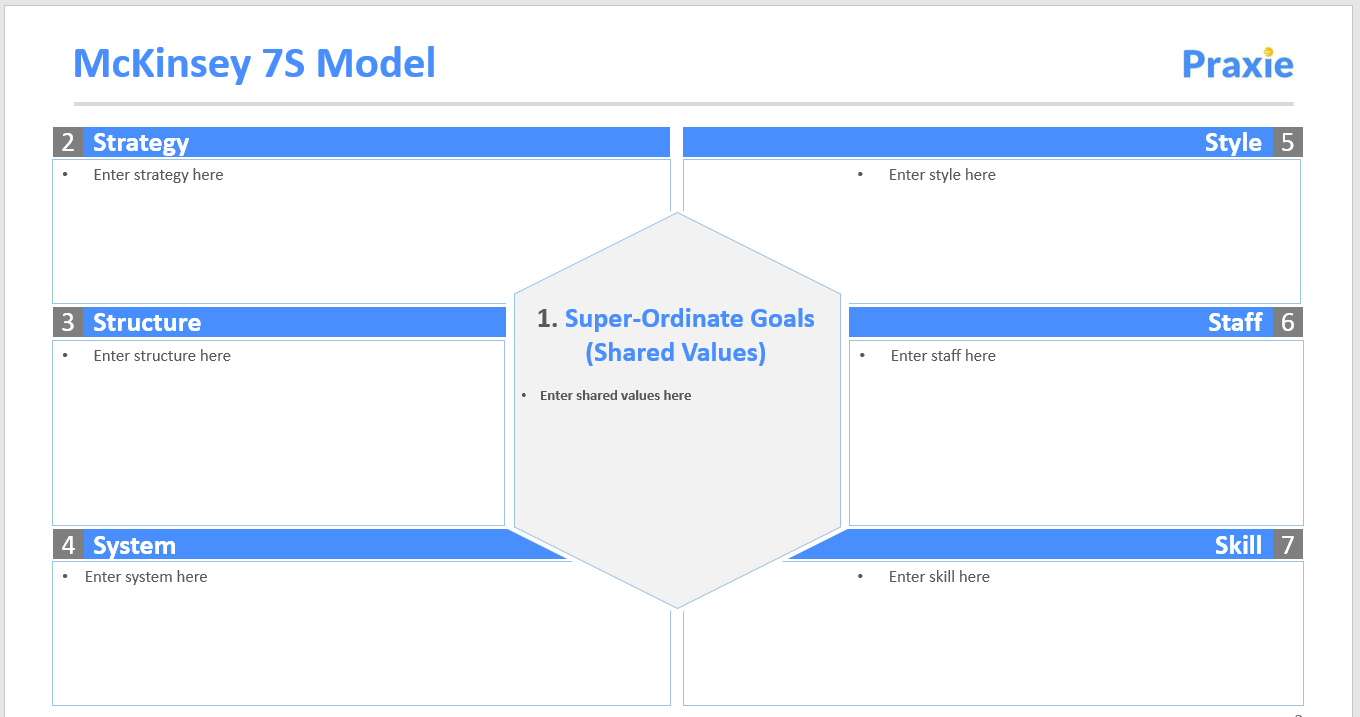 McKinsey 7S Model
Praxie
2 Strategy
• Enter strategy here
Style 5
• Enter style here
1. Super-Ordinate Goals
(Shared Values)
• Enter shared values here
3 Structure
• Enter structure here
Staff 6
• Enter staff here
4 System
• Enter system here
Skill 7
• Enter skill here